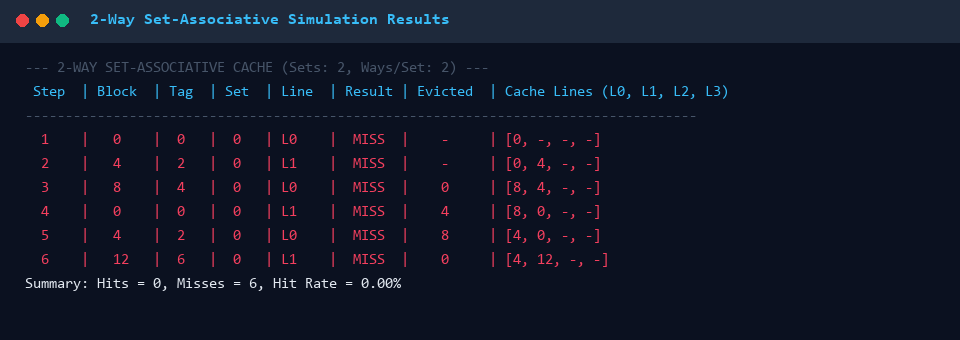 2-Way Set-Associative Simulation Results
--- 2-WAY SET-ASSOCIATIVE CACHE (Sets: 2, Ways/Set: 2) ---
Step | Block | Tag | Set | Line | Result | Evicted | Cache Lines (L0, L1, L2, L3)
------------------------------------------------------------------------------------
1 | 0 | 0 | 0 | L0 | MISS | - | [0, -, -, -]
2 | 4 | 2 | 0 | L1 | MISS | - | [0, 4, -, -]
3 | 8 | 4 | 0 | L0 | MISS | 0 | [8, 4, -, -]
4 | 0 | 0 | 0 | L1 | MISS | 4 | [8, 0, -, -]
5 | 4 | 2 | 0 | L0 | MISS | 8 | [4, 0, -, -]
6 | 12 | 6 | 0 | L1 | MISS | 0 | [4, 12, -, -]
Summary: Hits = 0, Misses = 6, Hit Rate = 0.00%